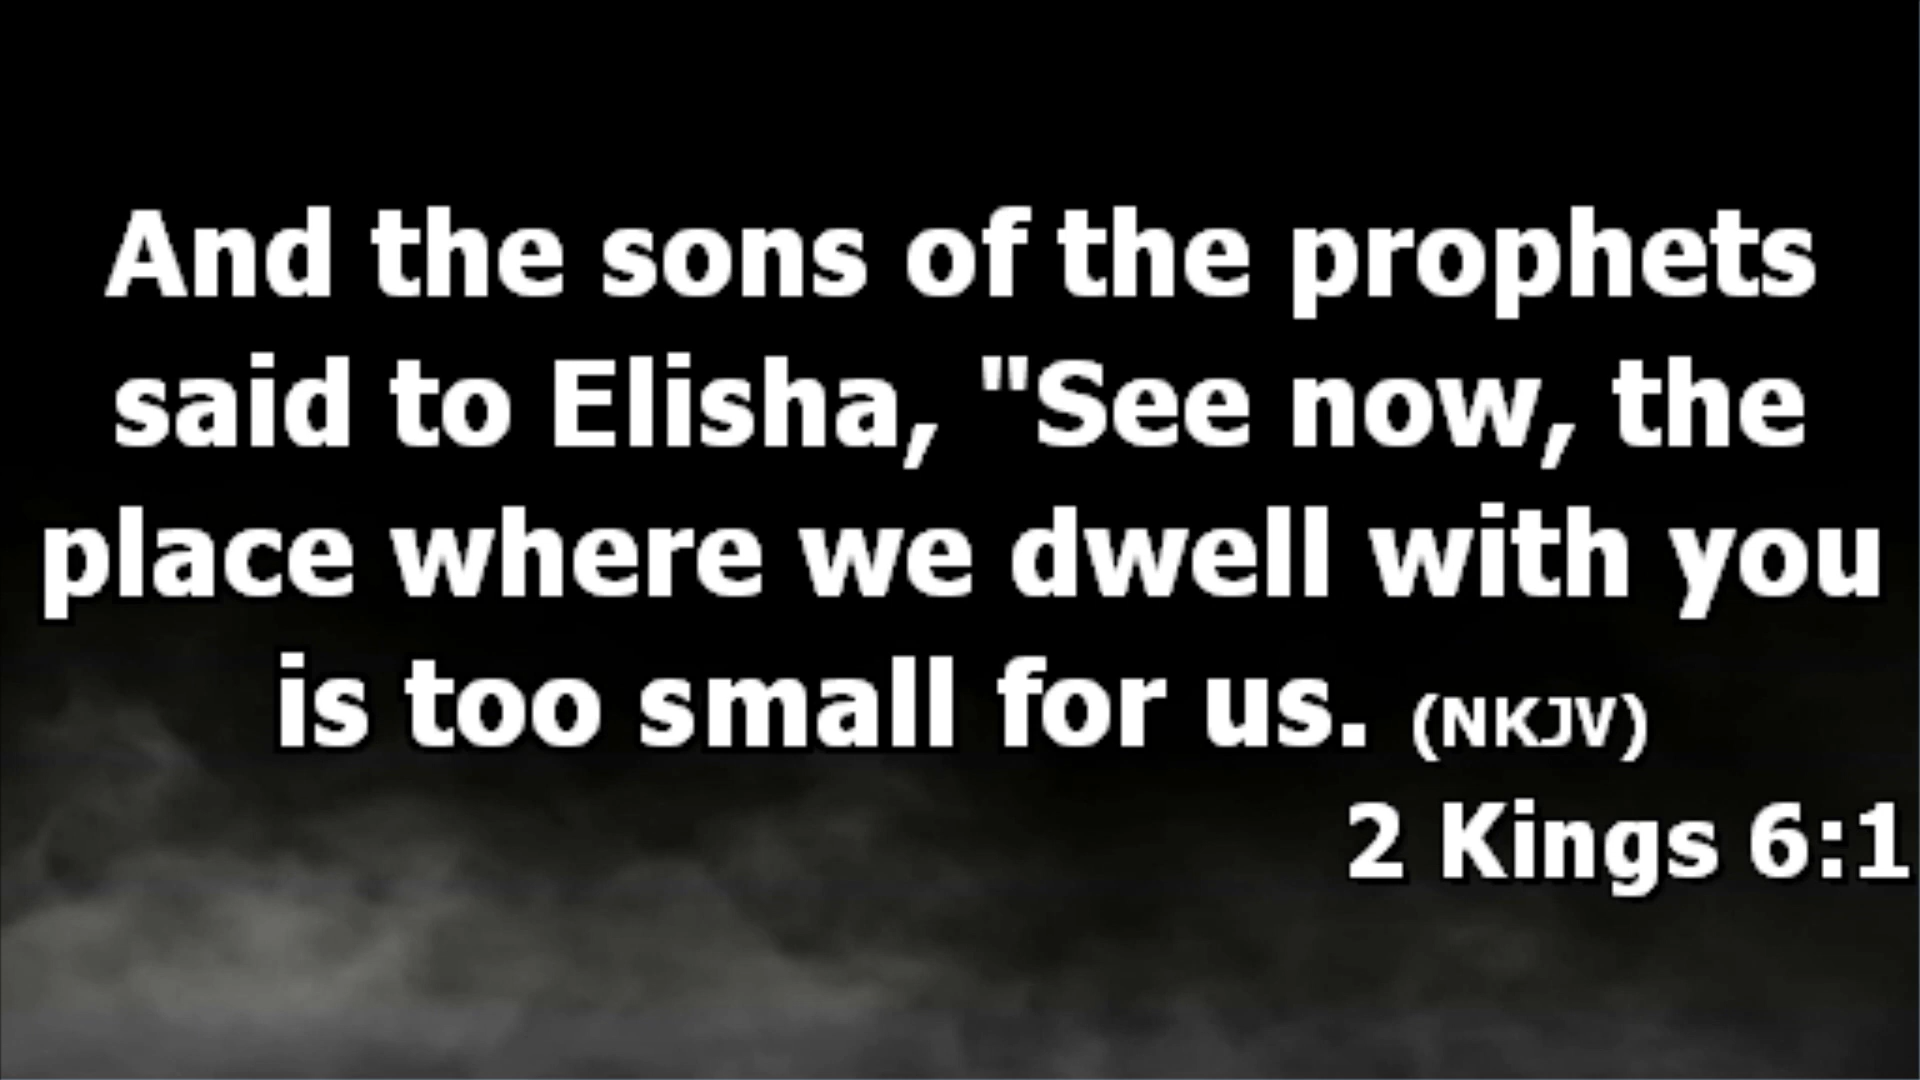 And the sons of the prophets
said to Elisha, "See now, the
place where we dwell with you
is too small for us. (NKJV)
2 Kings 6:1